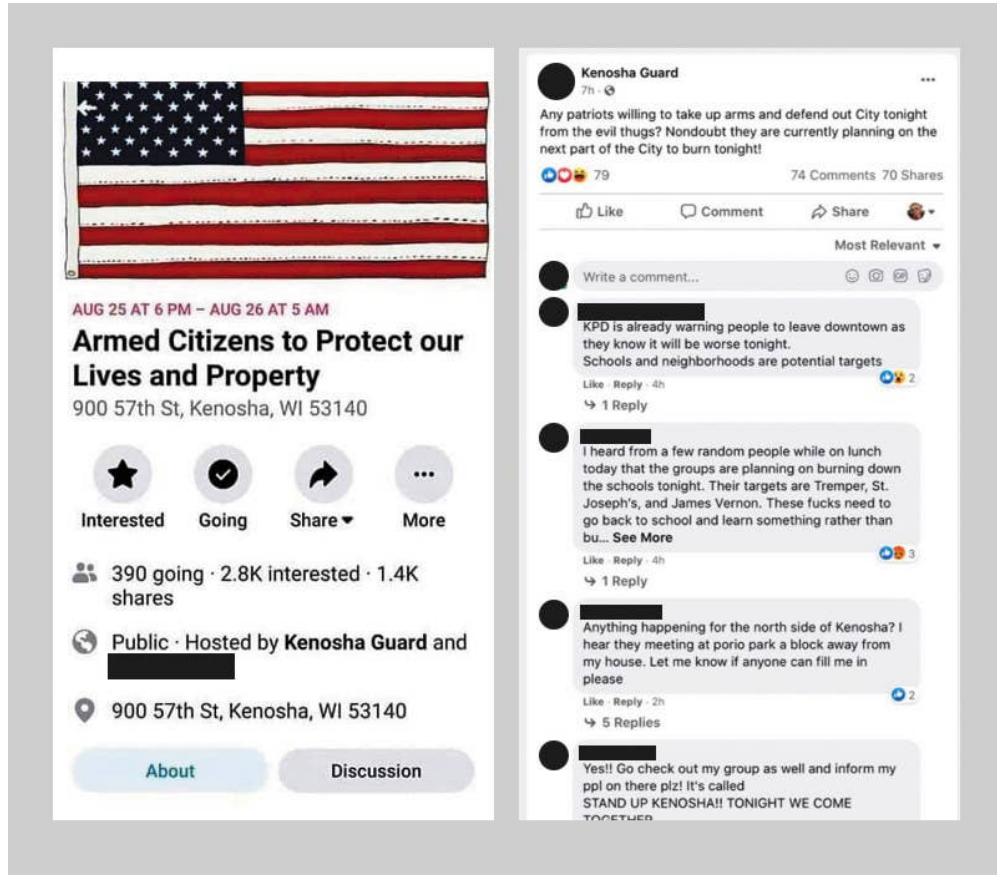 AUG 25 AT 6 PM – AUG 26 AT 5 AM
Armed Citizens to Protect our
Lives and Property
900 57th St, Kenosha, WI 53140
Interested
Going
Share
More
390 going · 2.8K interested · 1.4K
shares
Public · Hosted by Kenosha Guard and
900 57th St, Kenosha, WI 53140
About
Discussion
Kenosha Guard
7h ·
Any patriots willing to take up arms and defend out City tonight
from the evil thugs? Nondoubt they are currently planning on the
next part of the City to burn tonight!
79
74 Comments 70 Shares
Like
Comment
Share
Most Relevant
Write a comment...
GIF
KPD is already warning people to leave downtown as
they know it will be worse tonight.
Schools and neighborhoods are potential targets
2
Like · Reply · 4h
1 Reply
I heard from a few random people while on lunch
today that the groups are planning on burning down
the schools tonight. Their targets are Tremper, St.
Joseph's, and James Vernon. These fucks need to
go back to school and learn something rather than
bu... See More
3
Like · Reply · 4h
1 Reply
Anything happening for the north side of Kenosha? I
hear they meeting at porio park a block away from
my house. Let me know if anyone can fill me in
please
2
Like · Reply · 2h
5 Replies
Yes!! Go check out my group as well and inform my
ppl on there plz! It's called
STAND UP KENOSHA!! TONIGHT WE COME
TOGETHER